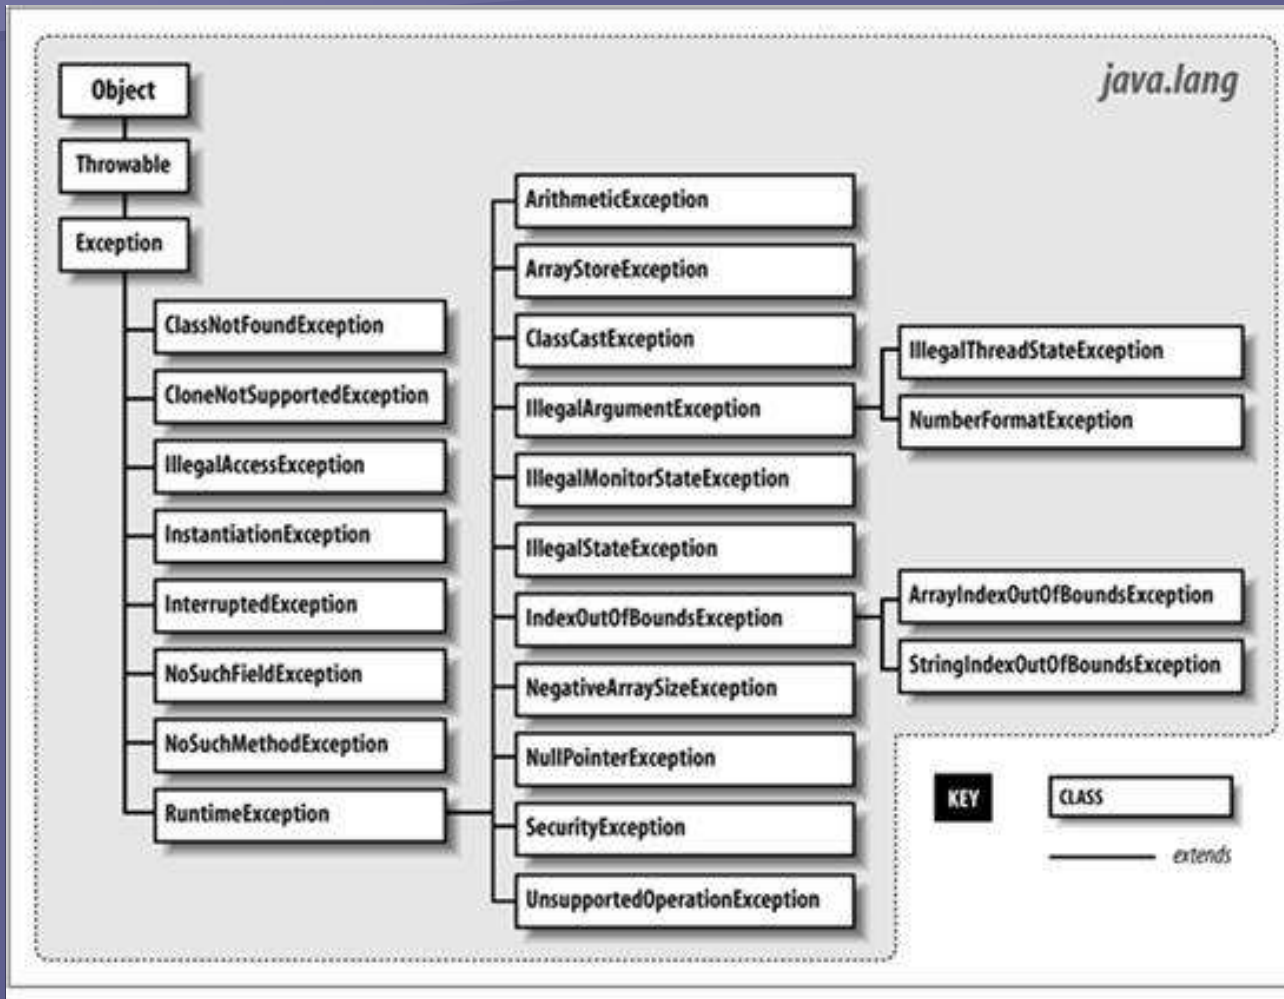 java.lang
Object
Throwable
Exception
ClassNotFoundException
CloneNotSupportedException
IllegalAccessException
InstantiationException
InterruptedException
NoSuchFieldException
NoSuchMethodException
RuntimeException
ArithmeticException
ArrayStoreException
ClassCastException
IllegalArgumentException
IllegalMonitorStateException
IllegalStateException
IndexOutOfBoundsException
NegativeArraySizeException
NullPointerException
SecurityException
UnsupportedOperationException
IllegalThreadStateException
NumberFormatException
ArrayIndexOutOfBoundsException
StringIndexOutOfBoundsException
KEY
CLASS
extends